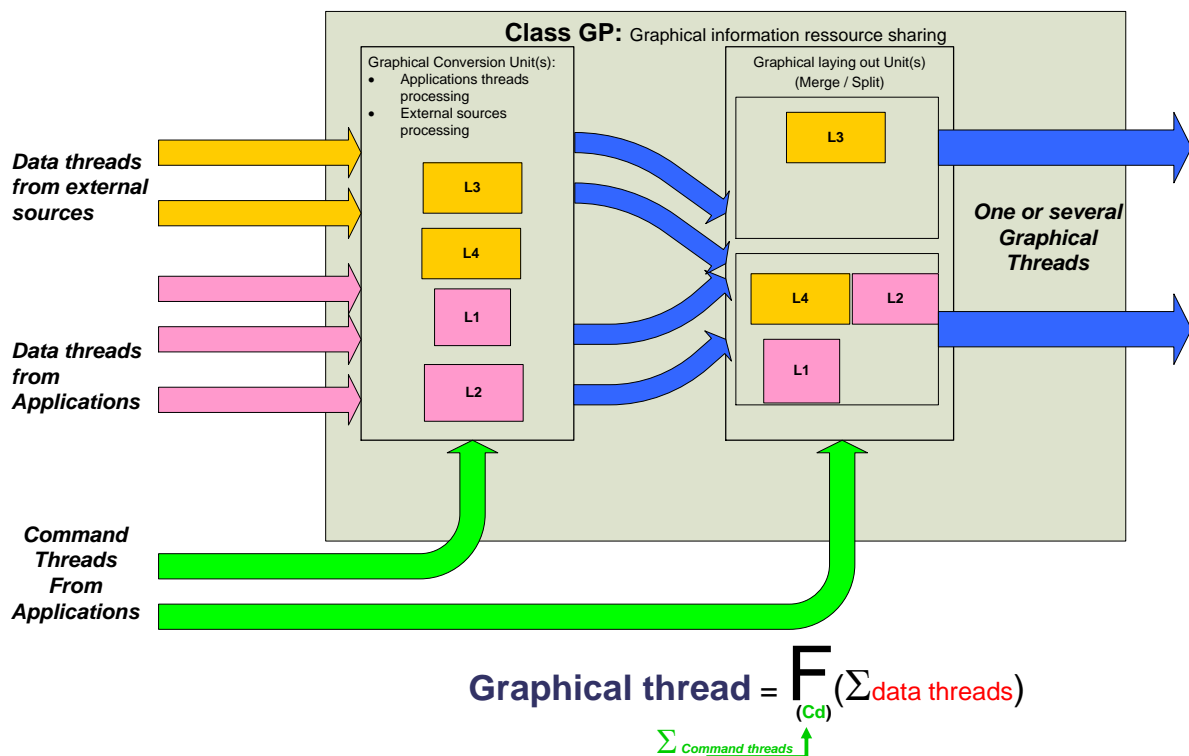 Class GP: Graphical information ressource sharing
Graphical Conversion Unit(s):
• Applications threads
processing
• External sources
processing
L3
L4
L1
L2
Graphical laying out Unit(s)
(Merge / Split)
L3
L4
L2
L1
Data threads
from external
sources
Data threads
from
Applications
Command
Threads
From
Applications
One or several
Graphical
Threads
Graphical thread = F (Σdata threads)
(Cd)
Σ Command threads